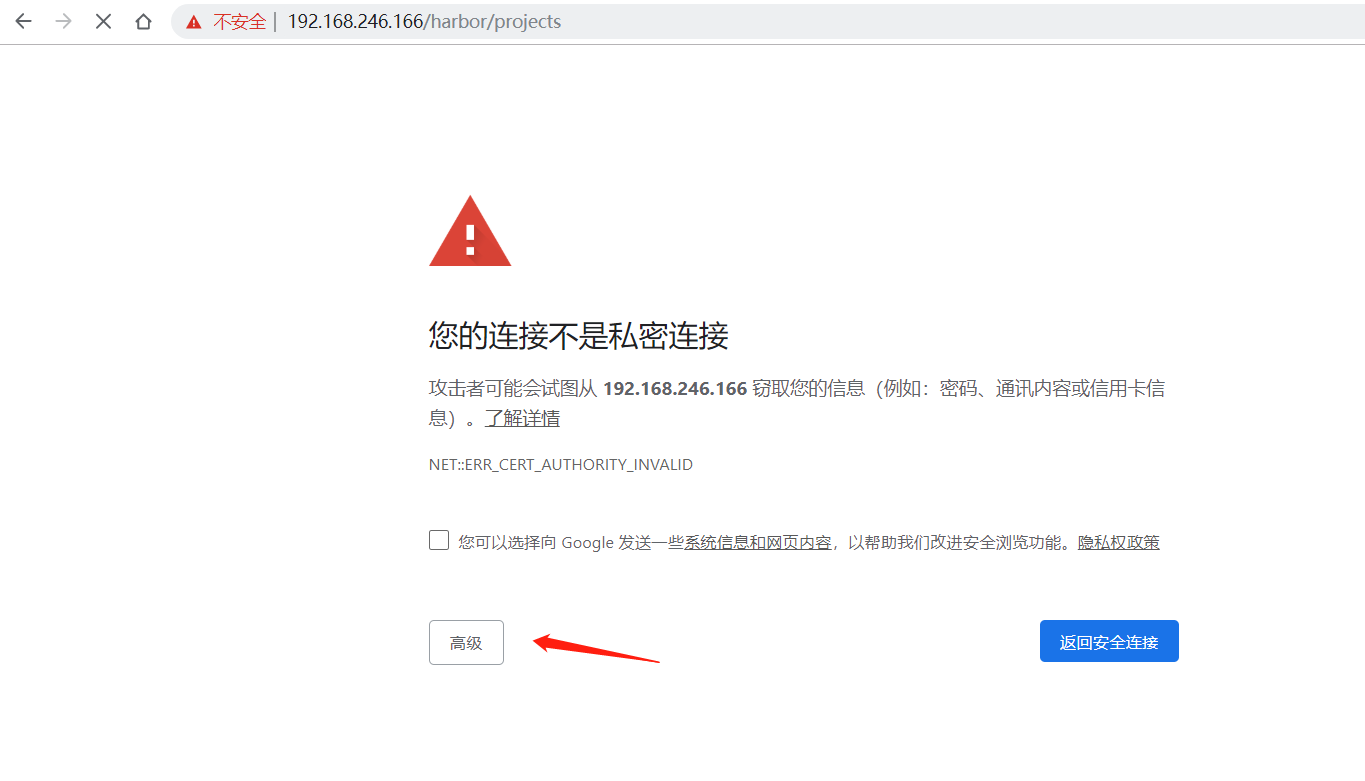 不安全 | 192.168.246.166/harbor/projects
您的连接不是私密连接
攻击者可能会试图从 192.168.246.166 窃取您的信息（例如：密码、通讯内容或信用卡信
息）。了解详情
NET::ERR_CERT_AUTHORITY_INVALID
您可以选择向 Google 发送一些系统信息和网页内容，以帮助我们改进安全浏览功能。隐私权政策
高级
返回安全连接